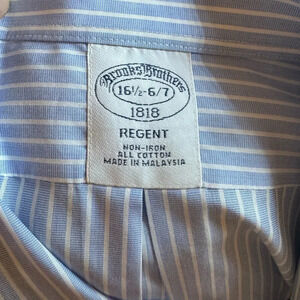 Brooks Brothers
16½-6/7
1818
REGENT
NON-IRON
ALL COTTON
MADE IN MALAYSIA